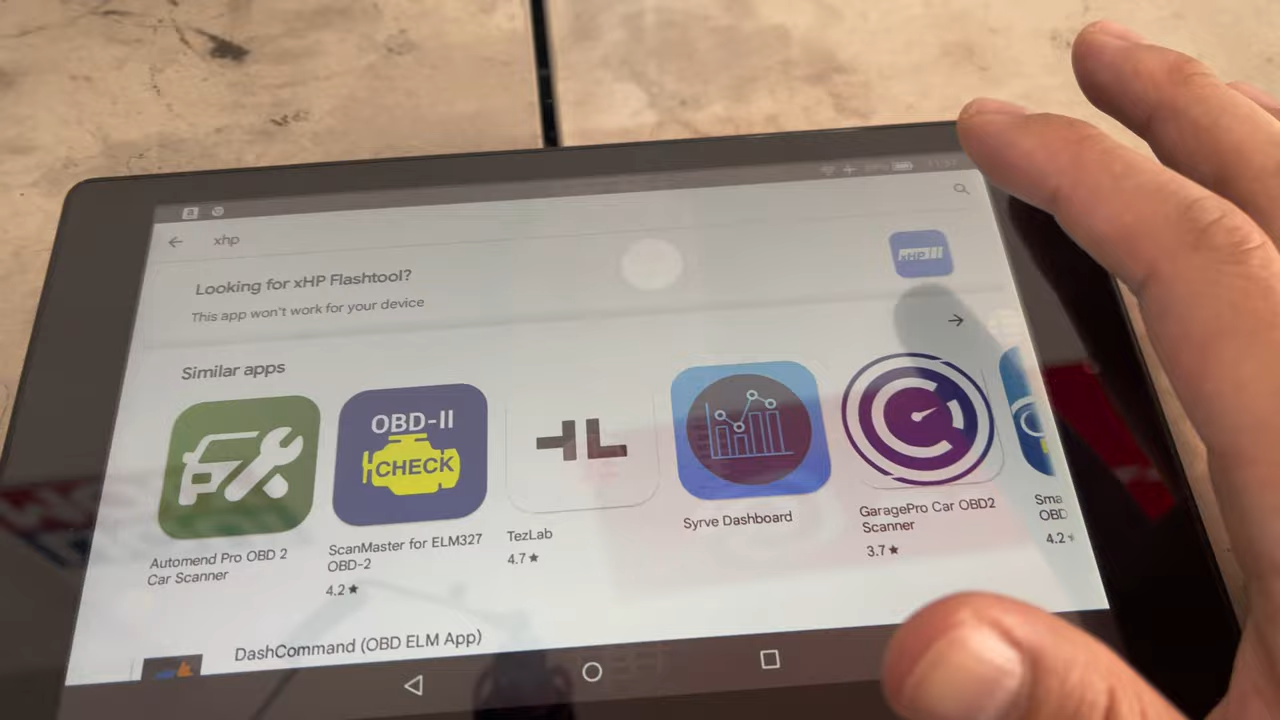 xhp
Looking for xHP Flashtool?
This app won't work for your device
xHP
Similar apps
OBD-II
CHECK
Automend Pro OBD 2
Car Scanner
ScanMaster for ELM327
OBD-2
4.2★
TezLab
4.7★
Syrve Dashboard
GaragePro Car OBD2
Scanner
3.7★
Sma
OBD
4.2★
DashCommand (OBD ELM App)